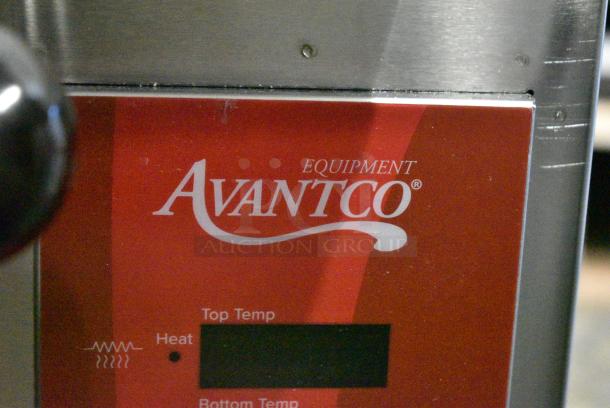 EQUIPMENT
AVANTCO®
AUCTION GROUP
Top Temp
Heat
Bottom Temp